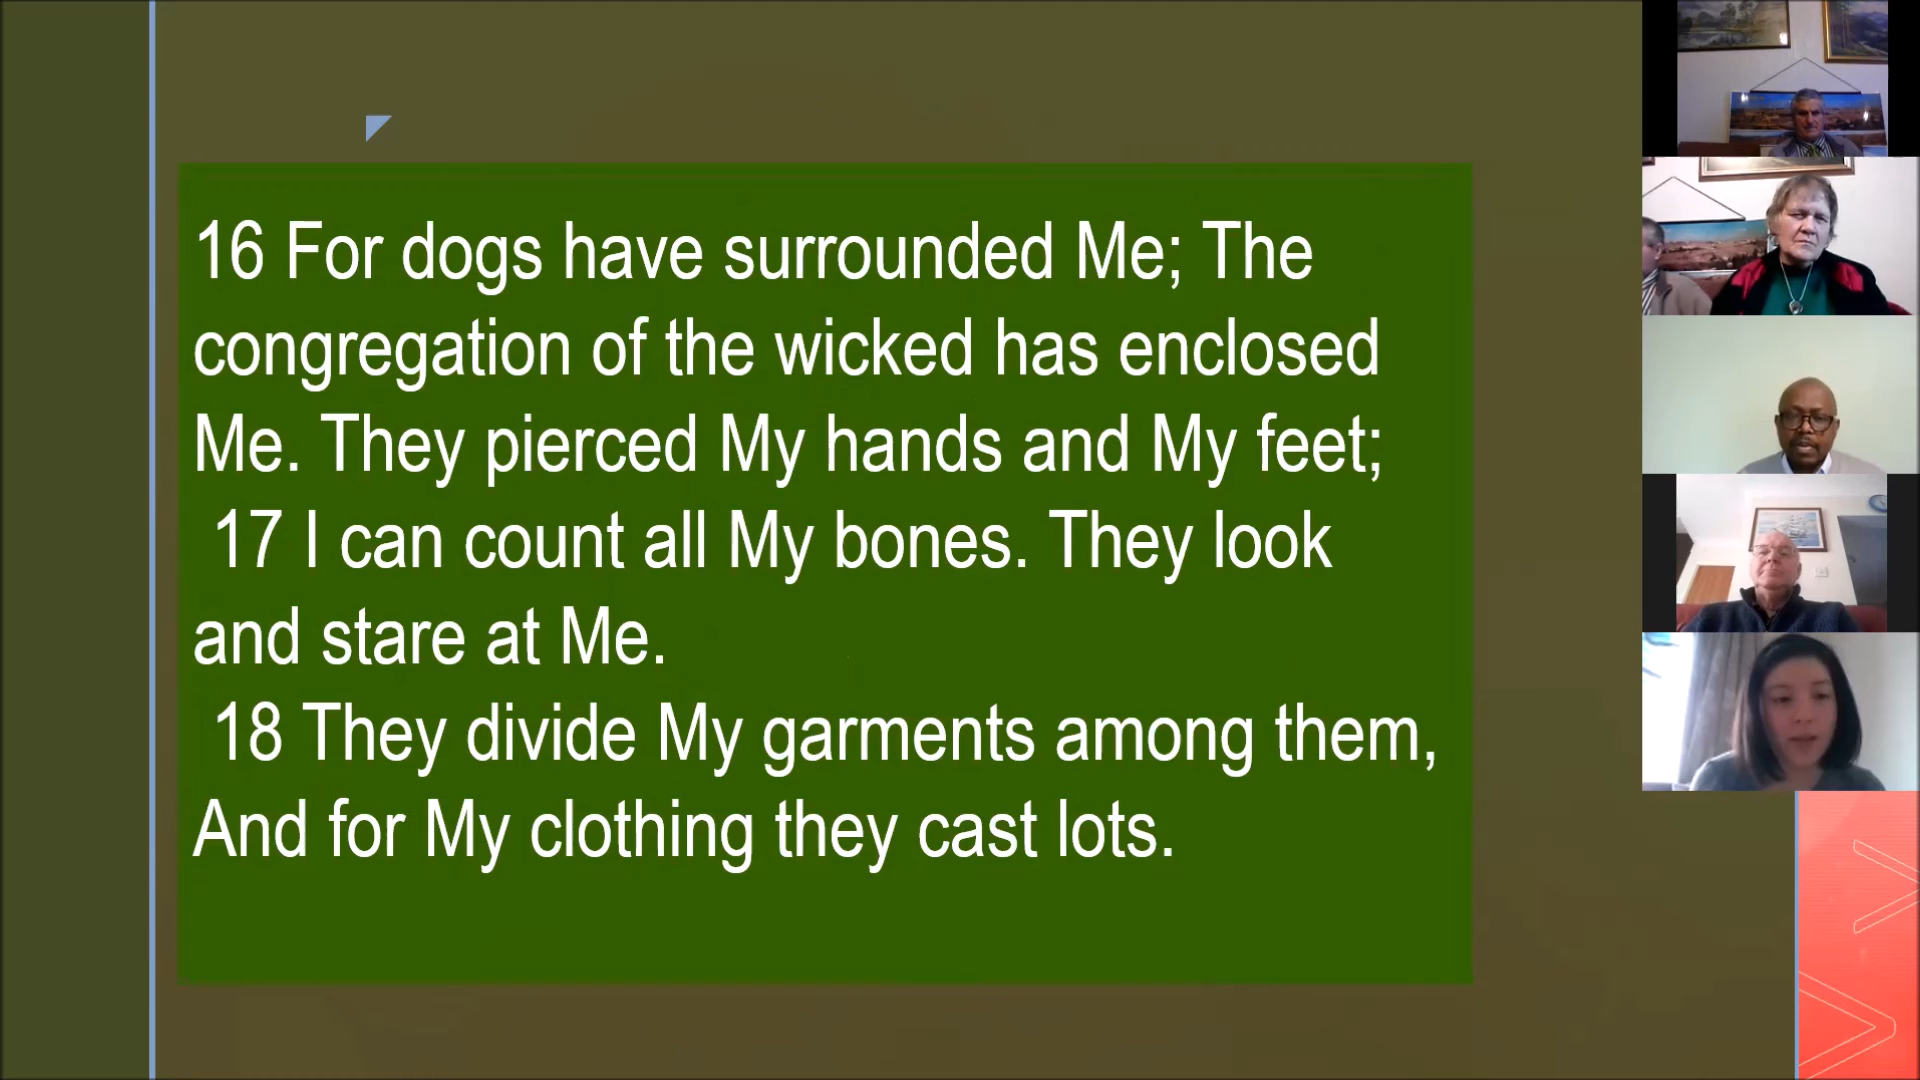 16 For dogs have surrounded Me; The
congregation of the wicked has enclosed
Me. They pierced My hands and My feet;
17 I can count all My bones. They look
and stare at Me.
18 They divide My garments among them,
And for My clothing they cast lots.